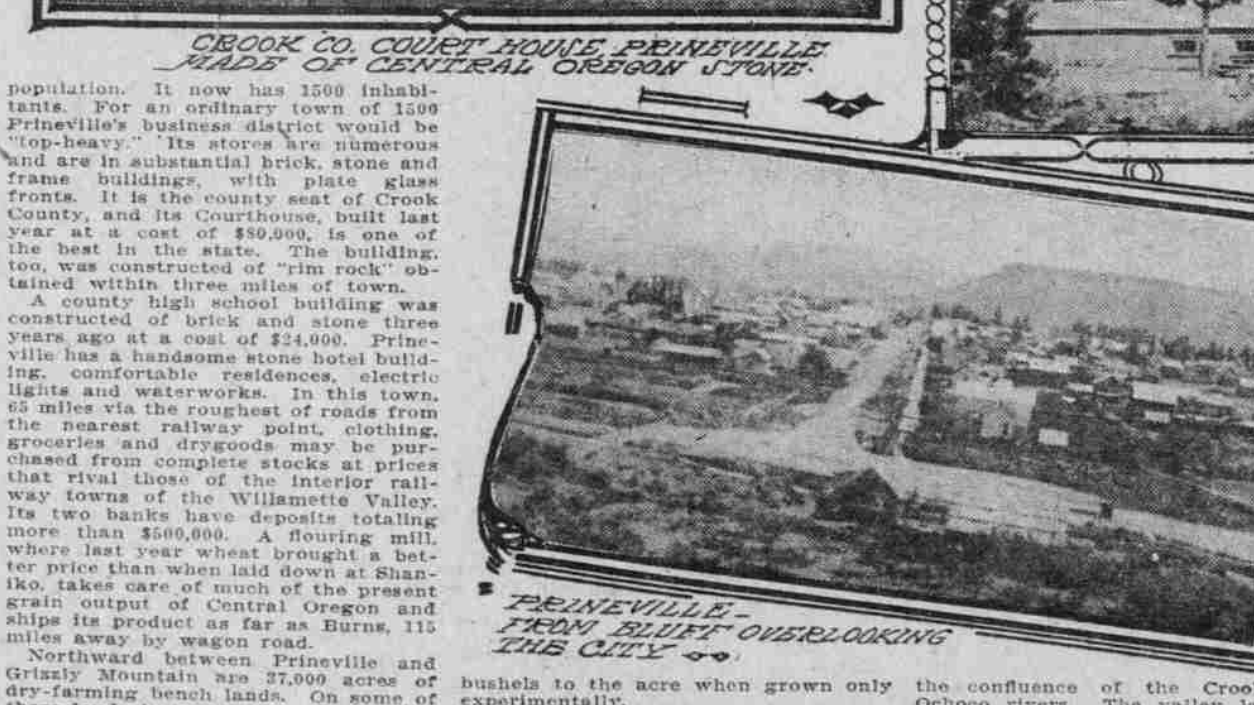 CROOK CO. COURT HOUSE PRINEVILLE
MADE OF CENTRAL OREGON STONE.
population. It now has 1500 inhabi-
tants. For an ordinary town of 1500
Prineville's business district would be
"top-heavy." Its stores are numerous
and are in substantial brick, stone and
frame buildings, with plate glass
fronts. It is the county seat of Crook
County, and its Courthouse, built last
year at a cost of $80,000, is one of
the best in the state. The building,
too, was constructed of "rim rock" ob-
tained within three miles of town.
A county high school building was
constructed of brick and stone three
years ago at a cost of $24,000. Prine-
ville has a handsome stone hotel build-
ing, comfortable residences, electric
lights and waterworks. In this town,
65 miles via the roughest of roads from
the nearest railway point, clothing,
groceries and drygoods may be pur-
chased from complete stocks at prices
that rival those of the interior rail-
way towns of the Willamette Valley.
Its two banks have deposits totaling
more than $500,000. A flouring mill,
where last year wheat brought a bet-
ter price than when laid down at Shan-
iko, takes care of much of the present
grain output of Central Oregon and
ships its product as far as Burns, 115
miles away by wagon road.
Northward between Prineville and
Grizzly Mountain are 37,000 acres of
dry-farming bench lands. On some of
PRINEVILLE-
FROM BLUFF OVERLOOKING
THE CITY
bushels to the acre when grown only
experimentally.
the confluence of the Croo
Ochoco rivers. The valley